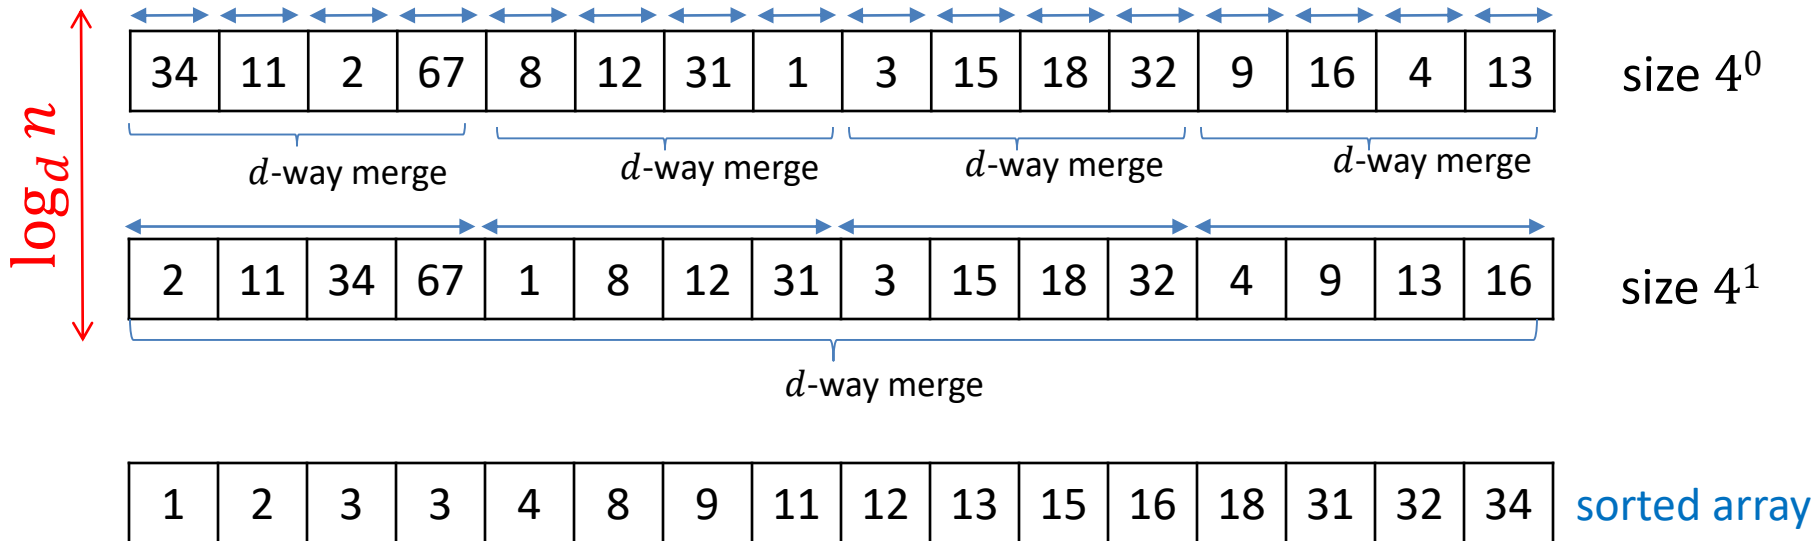 34 11 2 67 8 12 31 1 3 15 18 32 9 16 4 13 size 4⁰
d-way merge d-way merge d-way merge d-way merge
log_d n
2 11 34 67 1 8 12 31 3 15 18 32 4 9 13 16 size 4¹
d-way merge
1 2 3 3 4 8 9 11 12 13 15 16 18 31 32 34 sorted array